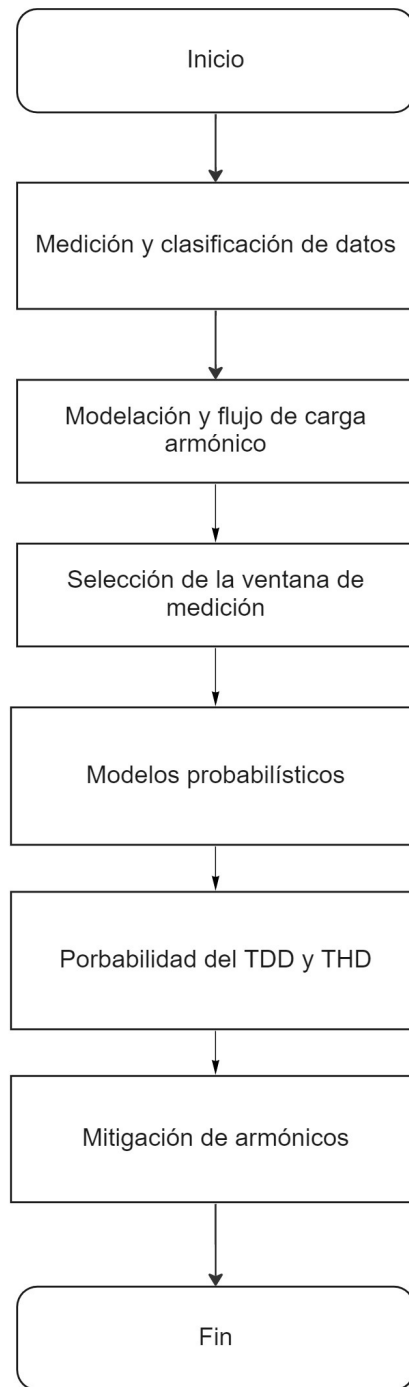 Inicio
Medición y clasificación de datos
Modelación y flujo de carga
armónico
Selección de la ventana de
medición
Modelos probabilísticos
Porbabilidad del TDD y THD
Mitigación de armónicos
Fin